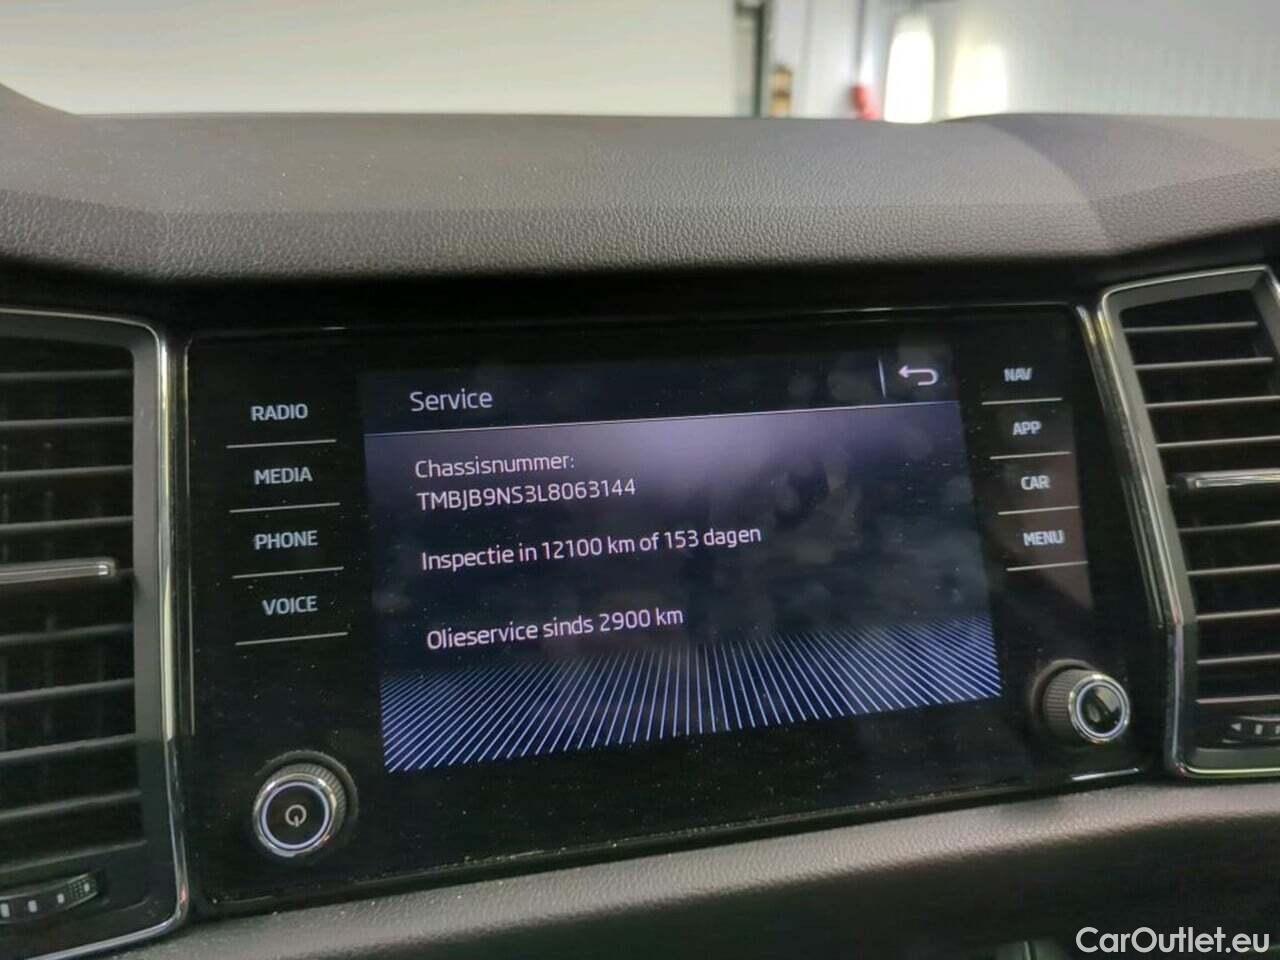 Service
RADIO
MEDIA
PHONE
VOICE
Chassisnummer:
TMBJB9NS3L8063144
Inspectie in 12100 km of 153 dagen
Olieservice sinds 2900 km
NAV
APP
CAR
MENU
CarOutlet.eu